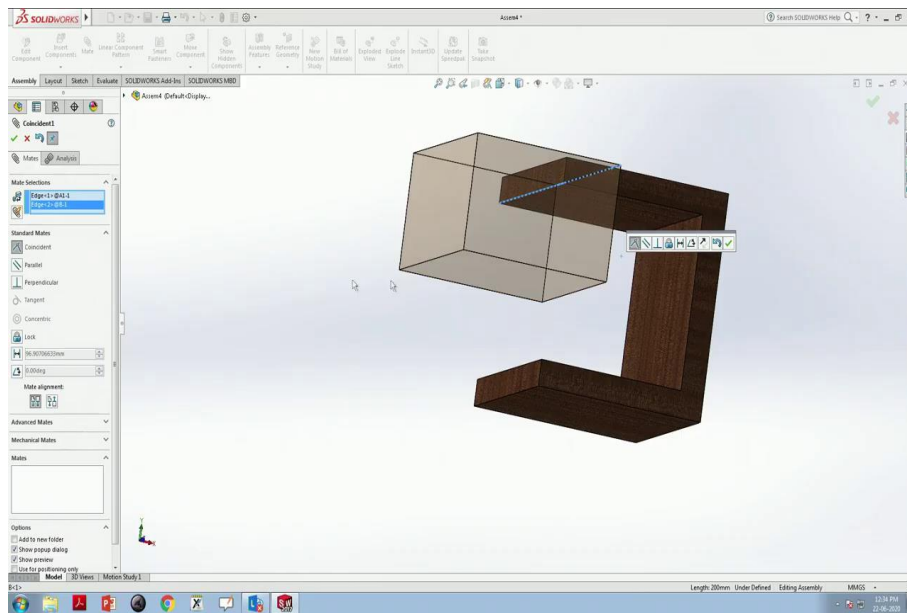 SOLIDWORKS
Assem4 *
Search SOLIDWORKS Help
Edit Component
Insert Components
Mate
Linear Component Pattern
Smart Fasteners
Move Component
Show Hidden Components
Assembly Features
Reference Geometry
New Motion Study
Bill of Materials
Exploded View
Explode Line Sketch
Instant3D
Update Speedpak
Take Snapshot
Assembly Layout Sketch Evaluate SOLIDWORKS Add-Ins SOLIDWORKS MBD
Assem4 (Default<Display...
Coincident1
Mates Analysis
Mate Selections
Edge<1>@A1-1
Edge<2>@B-1
Standard Mates
Coincident
Parallel
Perpendicular
Tangent
Concentric
Lock
96.90706633mm
0.00deg
Mate alignment:
Advanced Mates
Mechanical Mates
Mates
Options
Add to new folder
Show popup dialog
Show preview
Use for positioning only
Model 3D Views Motion Study 1
B<1>
Length: 200mm Under Defined Editing Assembly MMGS
12:34 PM
22-06-2020